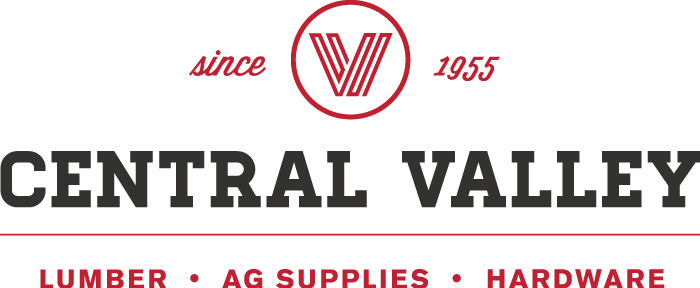 since V 1955
CENTRAL VALLEY
LUMBER • AG SUPPLIES • HARDWARE